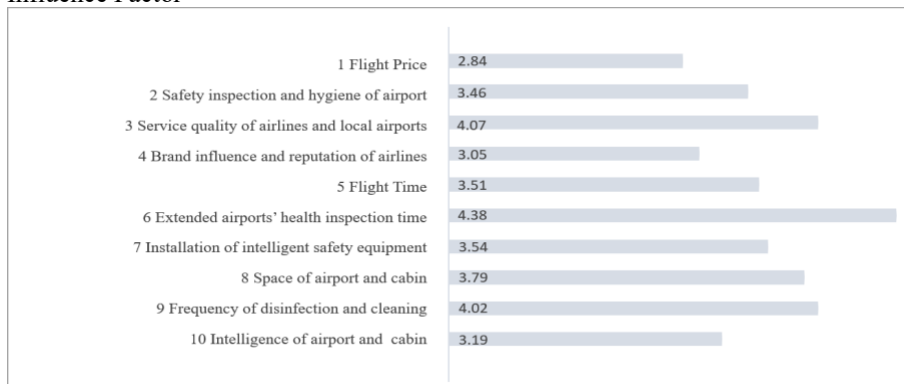 Influence Factor
1 Flight Price 2.84
2 Safety inspection and hygiene of airport 3.46
3 Service quality of airlines and local airports 4.07
4 Brand influence and reputation of airlines 3.05
5 Flight Time 3.51
6 Extended airports’ health inspection time 4.38
7 Installation of intelligent safety equipment 3.54
8 Space of airport and cabin 3.79
9 Frequency of disinfection and cleaning 4.02
10 Intelligence of airport and cabin 3.19